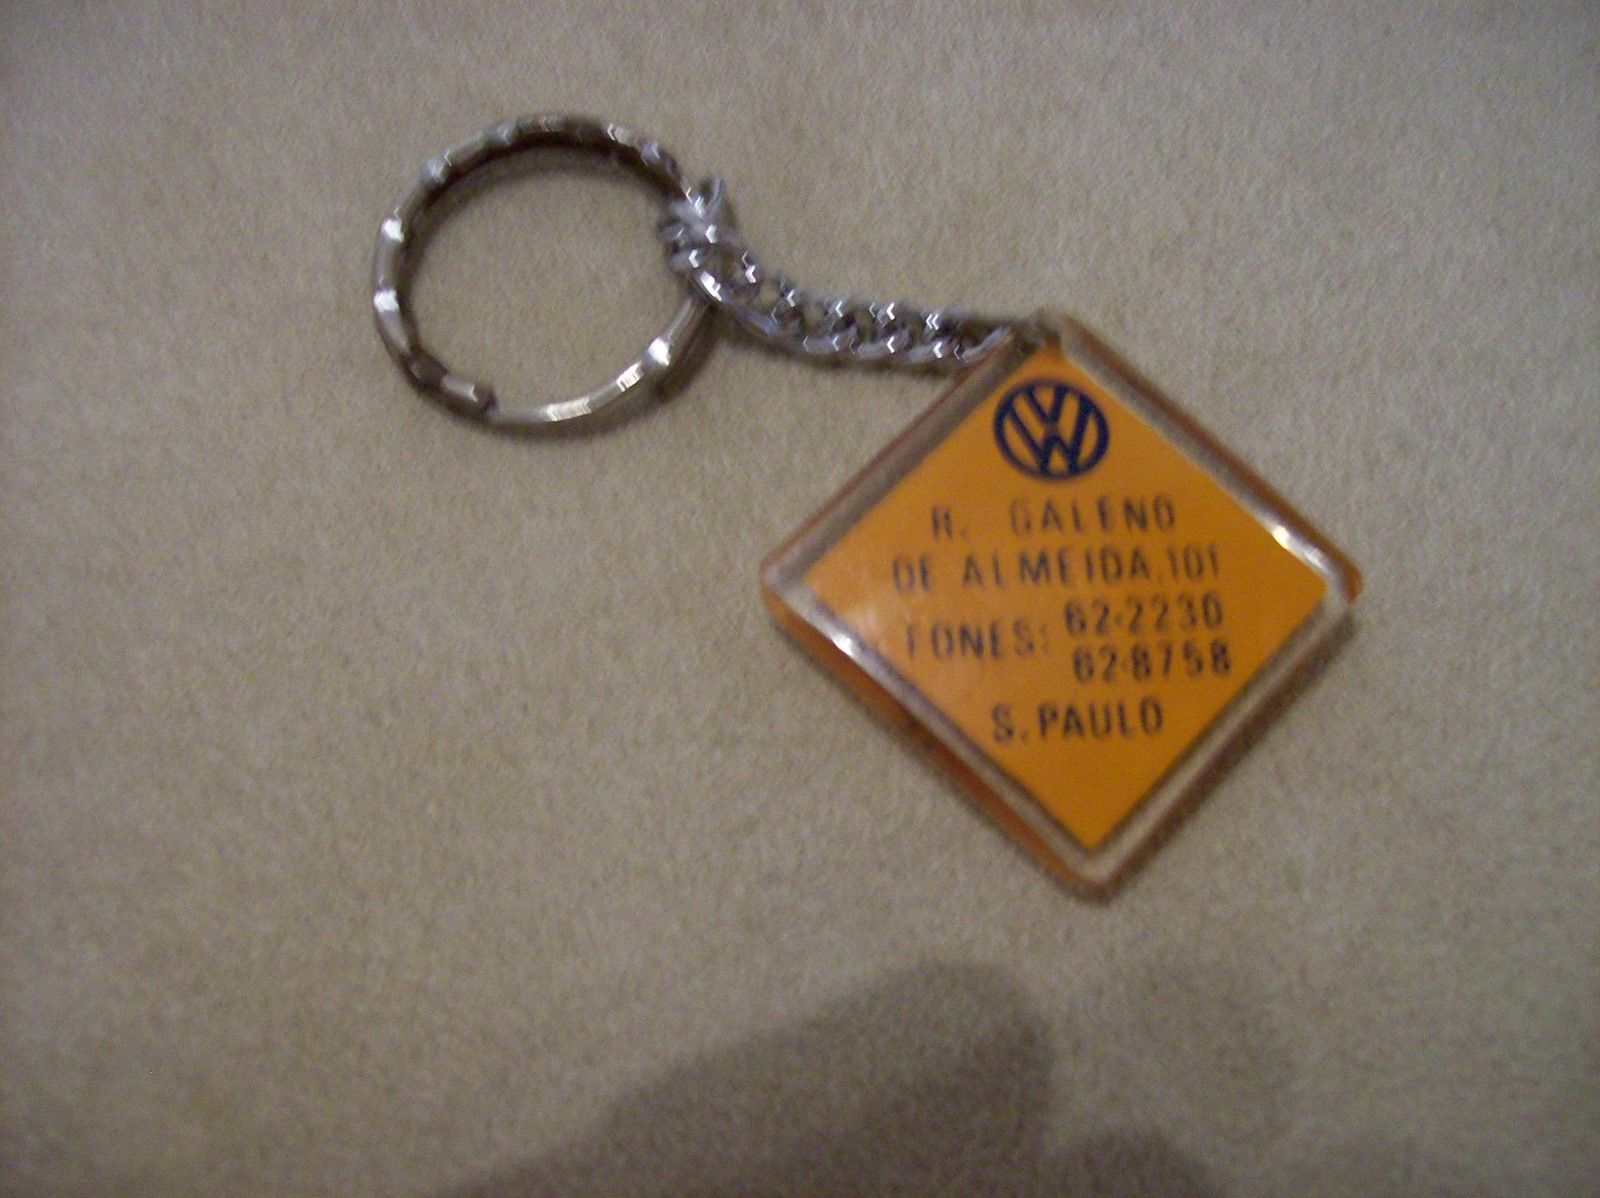 VW
R. GALENO
DE ALMEIDA, 101
FONES: 62-2230
62-8758
S. PAULO